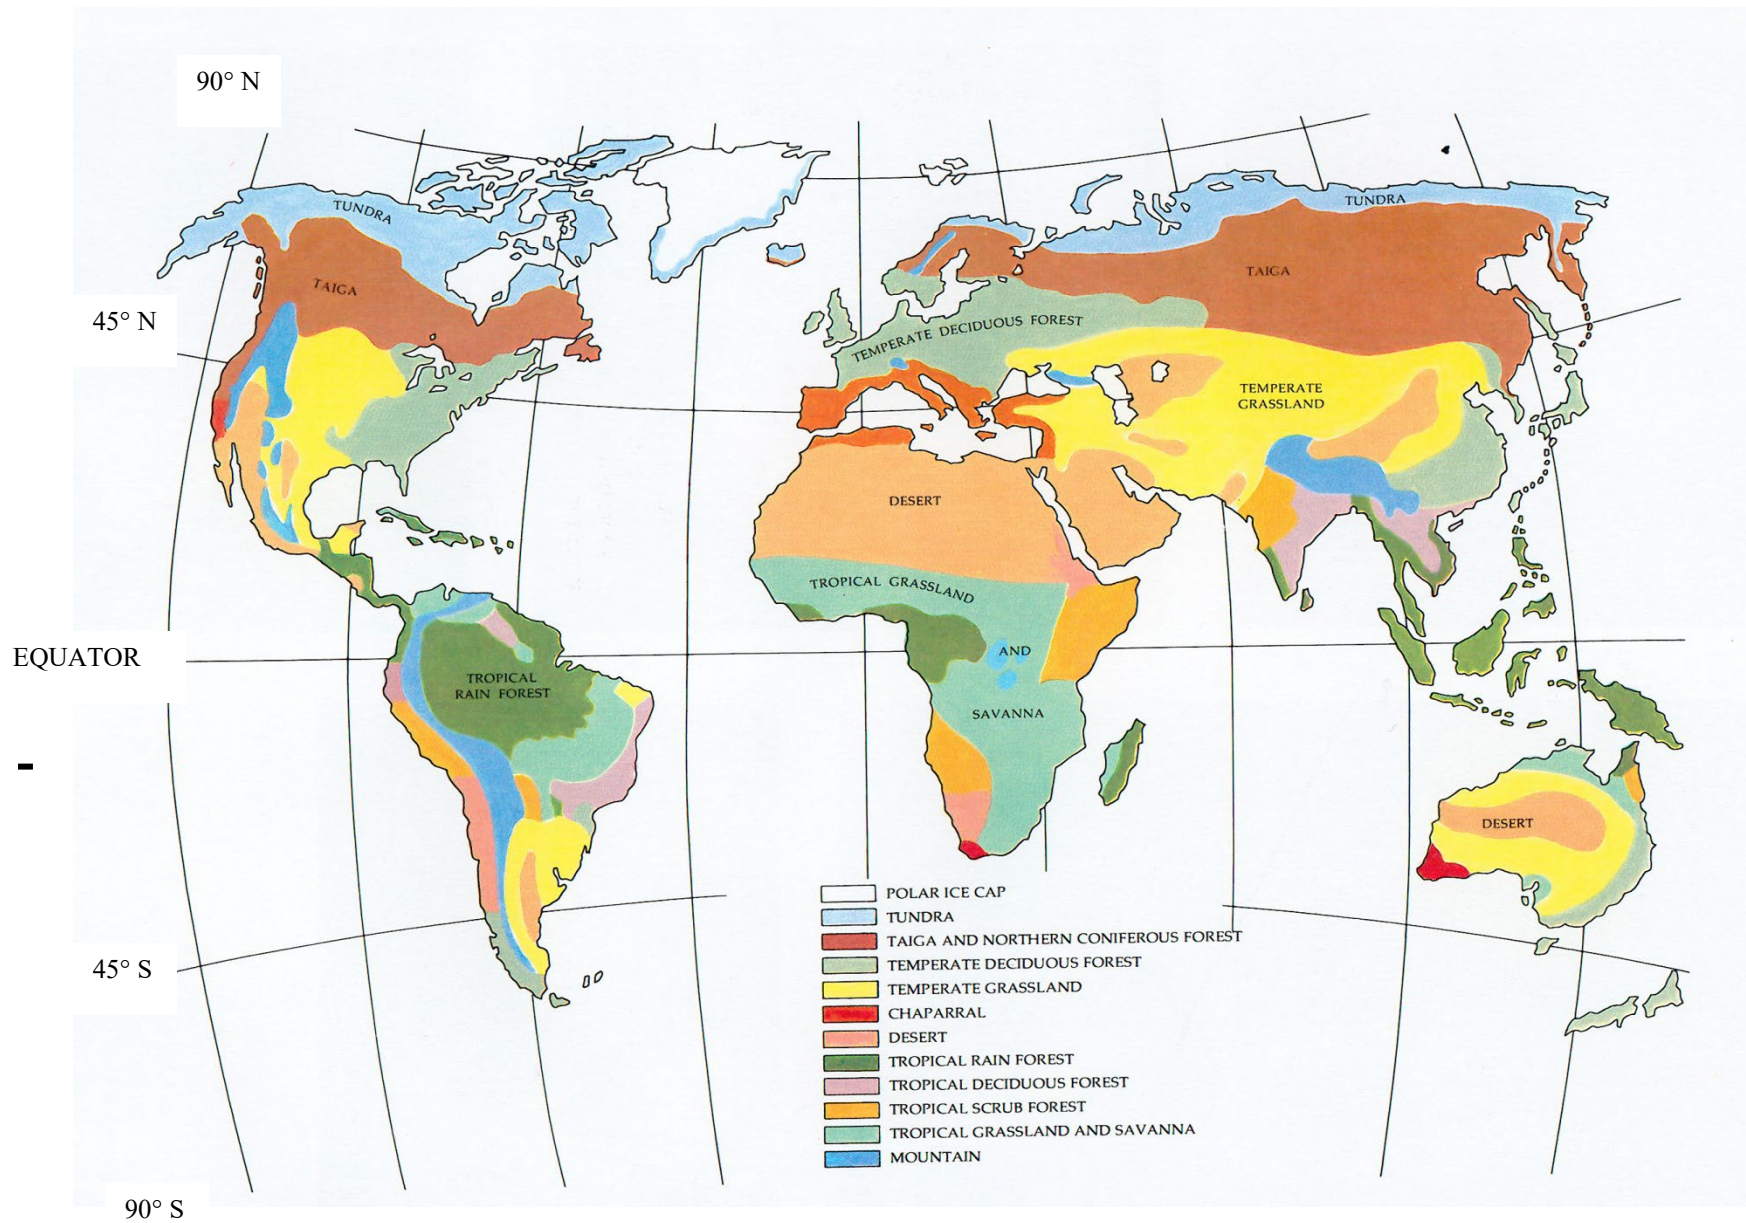 90° N
TUNDRA
TUNDRA
TAIGA
TAIGA
45° N
TEMPERATE DECIDUOUS FOREST
TEMPERATE
GRASSLAND
DESERT
TROPICAL GRASSLAND
AND
SAVANNA
EQUATOR
TROPICAL
RAIN FOREST
DESERT
POLAR ICE CAP
TUNDRA
TAIGA AND NORTHERN CONIFEROUS FOREST
TEMPERATE DECIDUOUS FOREST
TEMPERATE GRASSLAND
CHAPARRAL
DESERT
TROPICAL RAIN FOREST
TROPICAL DECIDUOUS FOREST
TROPICAL SCRUB FOREST
TROPICAL GRASSLAND AND SAVANNA
MOUNTAIN
45° S
90° S